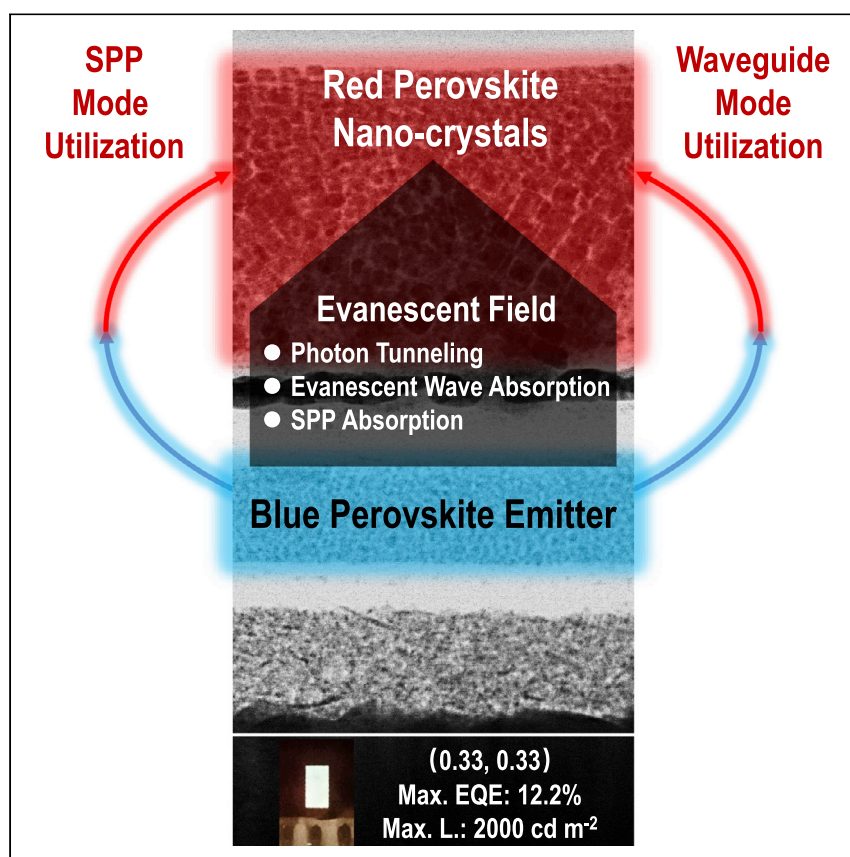 SPP
Mode
Utilization
Red Perovskite
Nano-crystals
Waveguide
Mode
Utilization
Evanescent Field
● Photon Tunneling
● Evanescent Wave Absorption
● SPP Absorption
Blue Perovskite Emitter
(0.33, 0.33)
Max. EQE: 12.2%
Max. L.: 2000 cd m⁻²